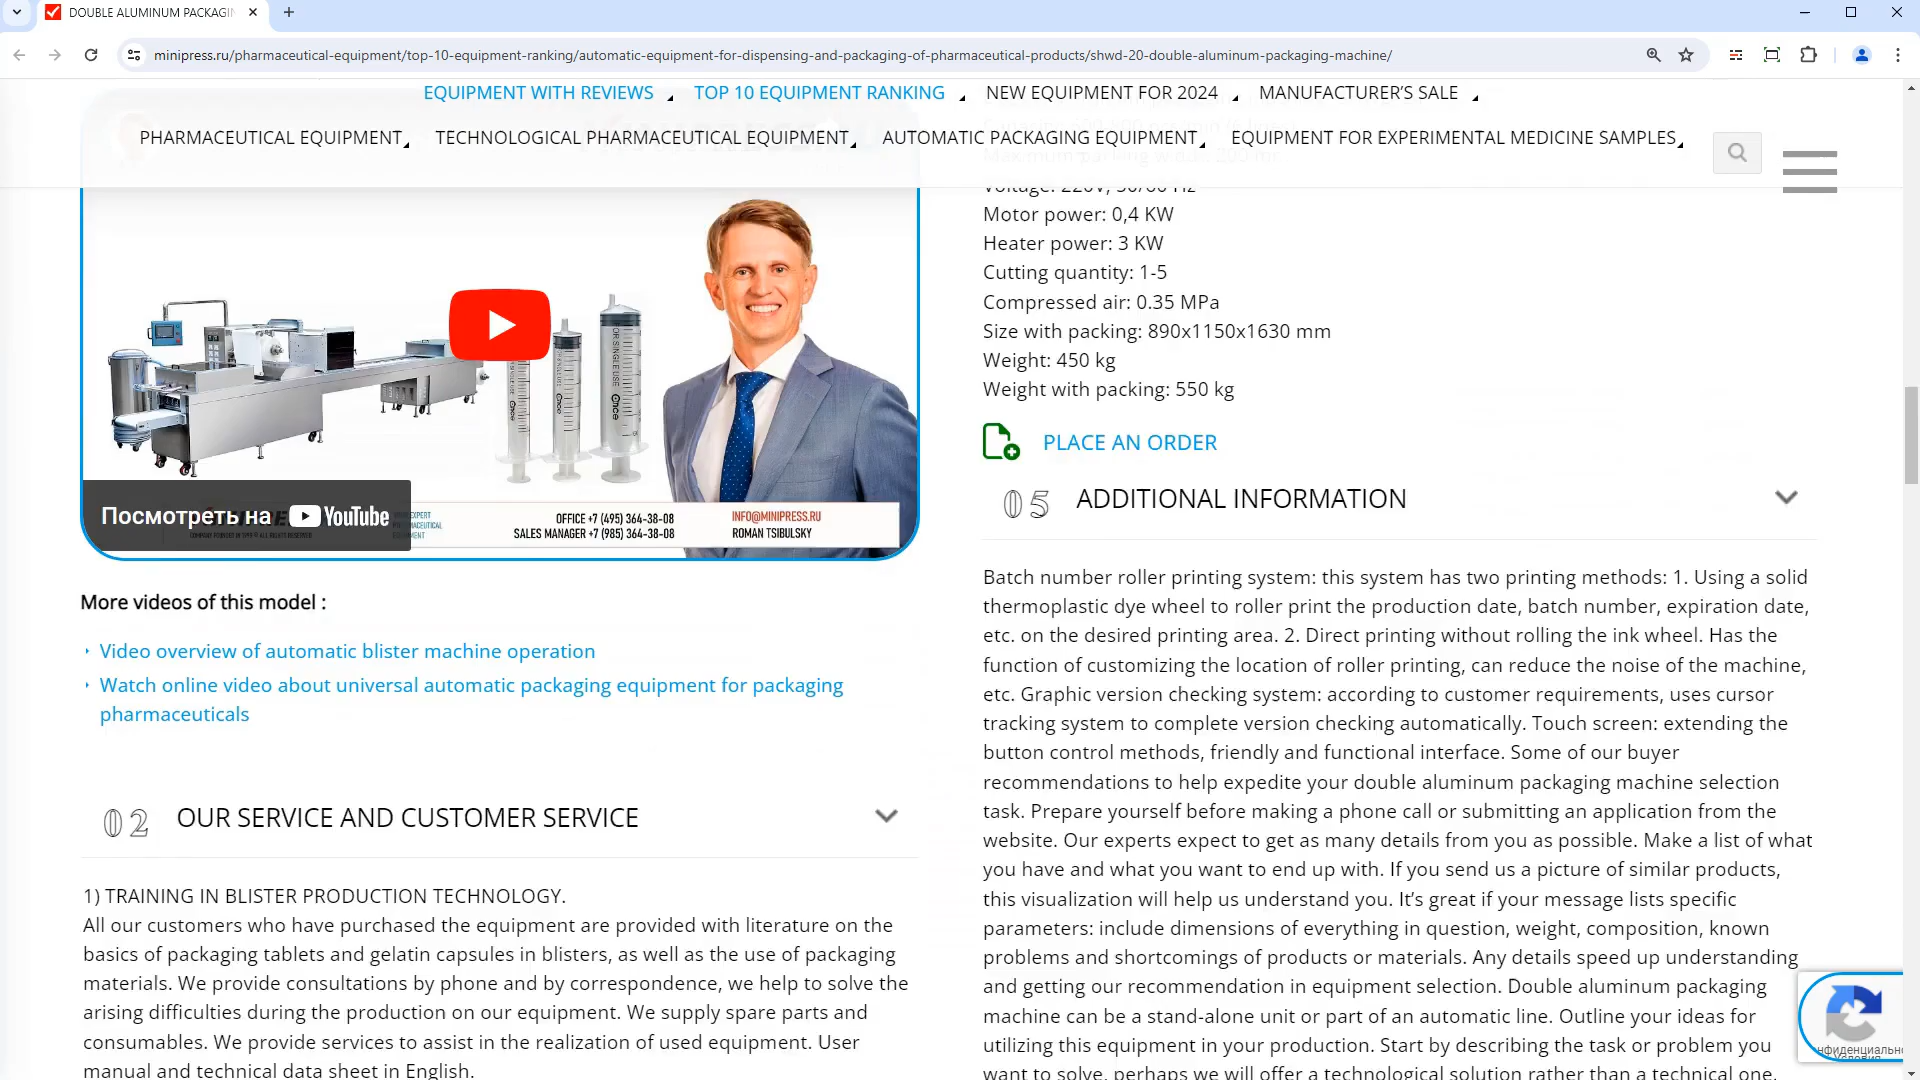 DOUBLE ALUMINUM PACKAGIN
minipress.ru/pharmaceutical-equipment/top-10-equipment-ranking/automatic-equipment-for-dispensing-and-packaging-of-pharmaceutical-products/shwd-20-double-aluminum-packaging-machine/
EQUIPMENT WITH REVIEWS
TOP 10 EQUIPMENT RANKING
NEW EQUIPMENT FOR 2024
MANUFACTURER'S SALE
PHARMACEUTICAL EQUIPMENT
TECHNOLOGICAL PHARMACEUTICAL EQUIPMENT
AUTOMATIC PACKAGING EQUIPMENT
EQUIPMENT FOR EXPERIMENTAL MEDICINE SAMPLES
Посмотреть на YouTube
OFFICE +7 (495) 364-38-08
SALES MANAGER +7 (985) 364-38-08
INFO@MINIPRESS.RU
ROMAN TSIBULSKY
More videos of this model :
Video overview of automatic blister machine operation
Watch online video about universal automatic packaging equipment for packaging
pharmaceuticals
02 OUR SERVICE AND CUSTOMER SERVICE
1) TRAINING IN BLISTER PRODUCTION TECHNOLOGY.
All our customers who have purchased the equipment are provided with literature on the
basics of packaging tablets and gelatin capsules in blisters, as well as the use of packaging
materials. We provide consultations by phone and by correspondence, we help to solve the
arising difficulties during the production on our equipment. We supply spare parts and
consumables. We provide services to assist in the realization of used equipment. User
manual and technical data sheet in English.
Voltage: 220V, 50/60 Hz
Motor power: 0,4 KW
Heater power: 3 KW
Cutting quantity: 1-5
Compressed air: 0.35 MPa
Size with packing: 890x1150x1630 mm
Weight: 450 kg
Weight with packing: 550 kg
PLACE AN ORDER
05 ADDITIONAL INFORMATION
Batch number roller printing system: this system has two printing methods: 1. Using a solid
thermoplastic dye wheel to roller print the production date, batch number, expiration date,
etc. on the desired printing area. 2. Direct printing without rolling the ink wheel. Has the
function of customizing the location of roller printing, can reduce the noise of the machine,
etc. Graphic version checking system: according to customer requirements, uses cursor
tracking system to complete version checking automatically. Touch screen: extending the
button control methods, friendly and functional interface. Some of our buyer
recommendations to help expedite your double aluminum packaging machine selection
task. Prepare yourself before making a phone call or submitting an application from the
website. Our experts expect to get as many details from you as possible. Make a list of what
you have and what you want to end up with. If you send us a picture of similar products,
this visualization will help us understand you. It's great if your message lists specific
parameters: include dimensions of everything in question, weight, composition, known
problems and shortcomings of products or materials. Any details speed up understanding
and getting our recommendation in equipment selection. Double aluminum packaging
machine can be a stand-alone unit or part of an automatic line. Outline your ideas for
utilizing this equipment in your production. Start by describing the task or problem you
want to solve, perhaps we will offer a technological solution rather than a technical one.